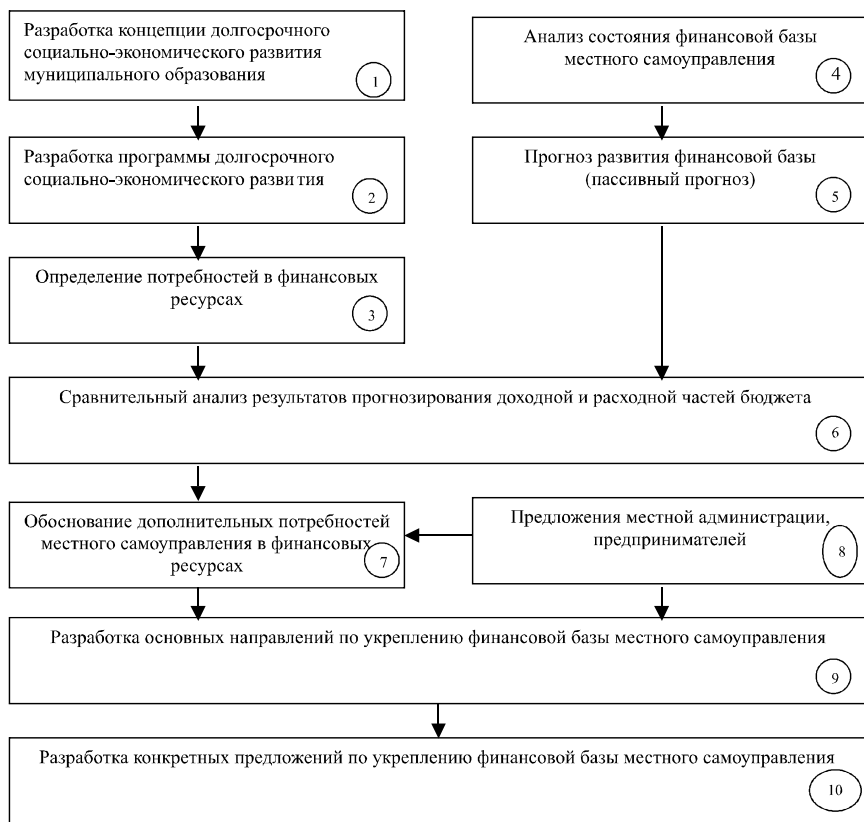 Разработка концепции долгосрочного
социально-экономического развития
муниципального образования
1
Анализ состояния финансовой базы
местного самоуправления
4
Разработка программы долгосрочного
социально-экономического развития
2
Прогноз развития финансовой базы
(пассивный прогноз)
5
Определение потребностей в финансовых
ресурсах
3
Сравнительный анализ результатов прогнозирования доходной и расходной частей бюджета
6
Обоснование дополнительных потребностей
местного самоуправления в финансовых
ресурсах
7
Предложения местной администрации,
предпринимателей
8
Разработка основных направлений по укреплению финансовой базы местного самоуправления
9
Разработка конкретных предложений по укреплению финансовой базы местного самоуправления
10